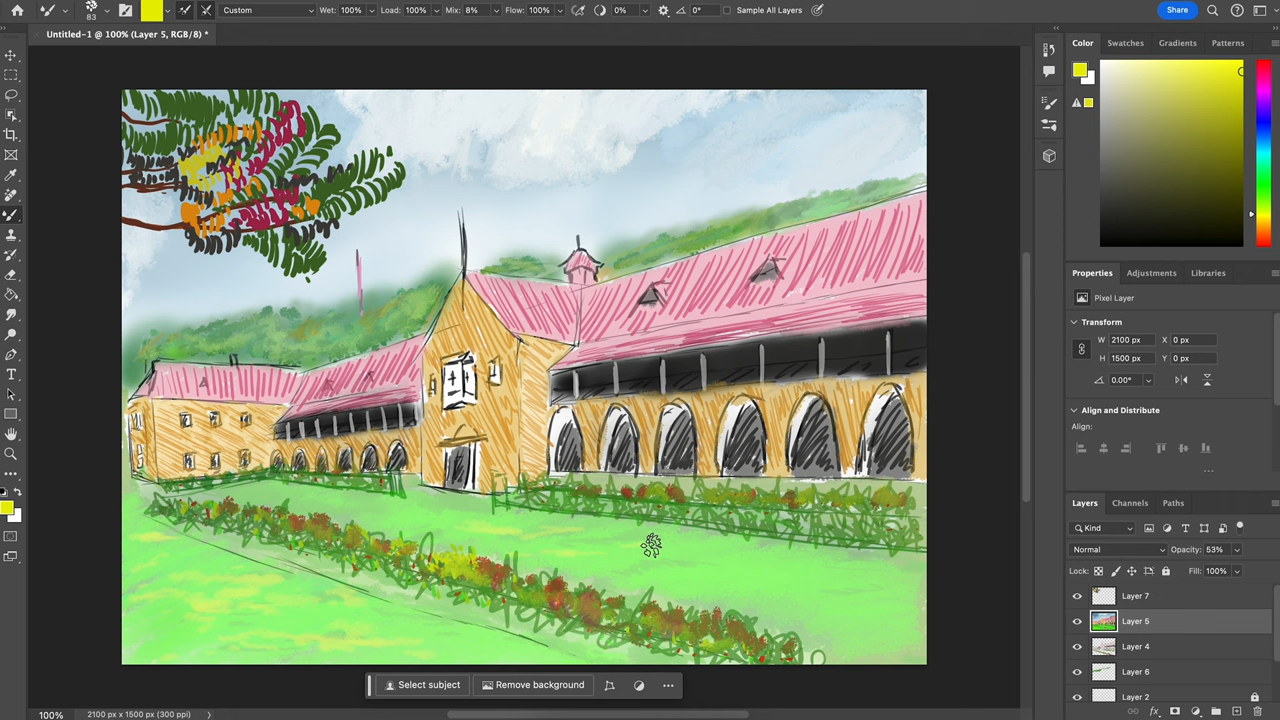 83
Custom
Wet: 100%
Load: 100%
Mix: 8%
Flow: 100%
0%
0°
Sample All Layers
Share
Untitled-1 @ 100% (Layer 5, RGB/8) *
Color
Swatches
Gradients
Patterns
Properties
Adjustments
Libraries
Pixel Layer
Transform
W 2100 px X 0 px
H 1500 px Y 0 px
0.00°
Align and Distribute
Align:
Layers
Channels
Paths
Kind
Normal
Opacity: 53%
Lock:
Fill: 100%
Layer 7
Layer 5
Layer 4
Layer 6
Layer 2
fx
Select subject
Remove background
100%
2100 px x 1500 px (300 ppi)